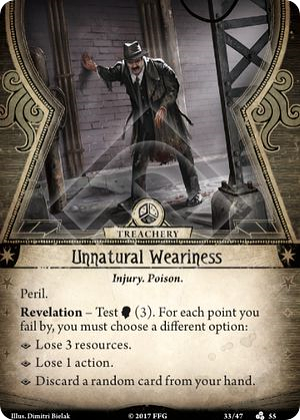 TREACHERY
Unnatural Weariness
Injury. Poison.
Peril.
Revelation – Test (3). For each point you
fail by, you must choose a different option:
Lose 3 resources.
Lose 1 action.
Discard a random card from your hand.
Illus. Dimitri Bielak
© 2017 FFG
33/47
55